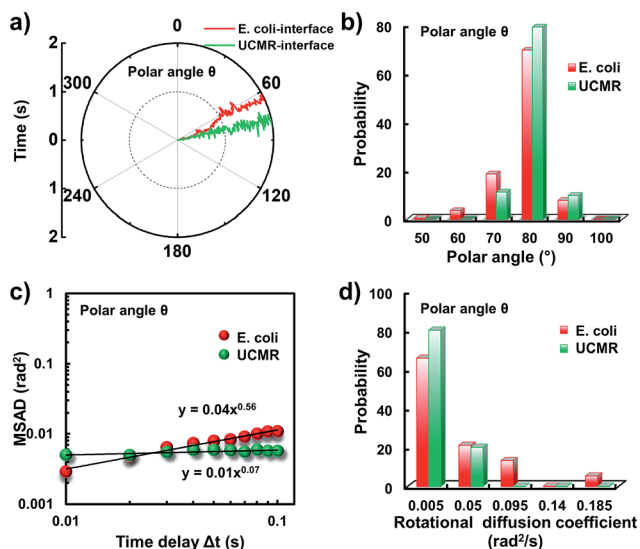 a)
0
E. coli-interface
UCMR-interface
Polar angle θ
300
60
240
120
180
2
1
0
1
2
Time (s)
b)
Polar angle θ
E. coli
UCMR
80
60
40
20
0
Probability
50 60 70 80 90 100
Polar angle (°)
c)
Polar angle θ
E. coli
UCMR
1
0.1
0.01
0.001
MSAD (rad²)
y = 0.04x^0.56
y = 0.01x^0.07
0.01 0.1
Time delay Δt (s)
d)
Polar angle θ
E. coli
UCMR
100
80
60
40
20
0
Probability
0.005 0.05 0.095 0.14 0.185
Rotational diffusion coefficient
(rad²/s)